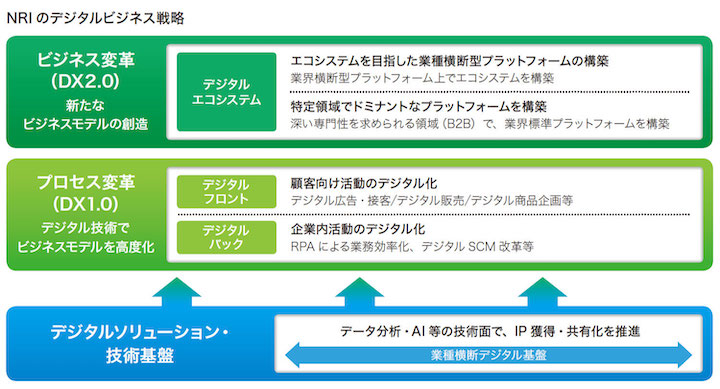 NRIのデジタルビジネス戦略
ビジネス変革
(DX2.0)
新たな
ビジネスモデルの創造
デジタル
エコシステム
エコシステムを目指した業種横断型プラットフォームの構築
業界横断型プラットフォーム上でエコシステムを構築
特定領域でドミナントなプラットフォームを構築
深い専門性を求められる領域(B2B)で、業界標準プラットフォームを構築
プロセス変革
(DX1.0)
デジタル技術で
ビジネスモデルを高度化
デジタル
フロント
顧客向け活動のデジタル化
デジタル広告・接客/デジタル販売/デジタル商品企画等
デジタル
バック
企業内活動のデジタル化
RPAによる業務効率化、デジタルSCM改革等
デジタルソリューション・
技術基盤
データ分析・AI等の技術面で、IP獲得・共有化を推進
業種横断デジタル基盤